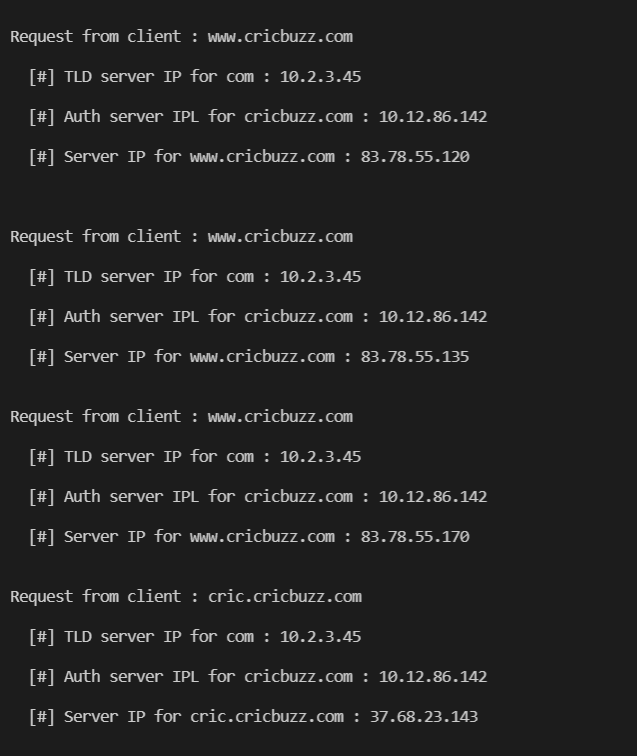 Request from client : www.cricbuzz.com
[#] TLD server IP for com : 10.2.3.45
[#] Auth server IPL for cricbuzz.com : 10.12.86.142
[#] Server IP for www.cricbuzz.com : 83.78.55.120
Request from client : www.cricbuzz.com
[#] TLD server IP for com : 10.2.3.45
[#] Auth server IPL for cricbuzz.com : 10.12.86.142
[#] Server IP for www.cricbuzz.com : 83.78.55.135
Request from client : www.cricbuzz.com
[#] TLD server IP for com : 10.2.3.45
[#] Auth server IPL for cricbuzz.com : 10.12.86.142
[#] Server IP for www.cricbuzz.com : 83.78.55.170
Request from client : cric.cricbuzz.com
[#] TLD server IP for com : 10.2.3.45
[#] Auth server IPL for cricbuzz.com : 10.12.86.142
[#] Server IP for cric.cricbuzz.com : 37.68.23.143